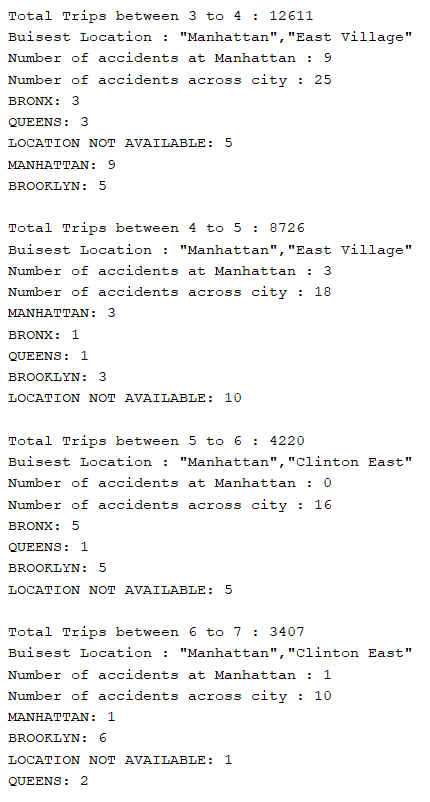 Total Trips between 3 to 4 : 12611
Buisest Location : "Manhattan","East Village"
Number of accidents at Manhattan : 9
Number of accidents across city : 25
BRONX: 3
QUEENS: 3
LOCATION NOT AVAILABLE: 5
MANHATTAN: 9
BROOKLYN: 5

Total Trips between 4 to 5 : 8726
Buisest Location : "Manhattan","East Village"
Number of accidents at Manhattan : 3
Number of accidents across city : 18
MANHATTAN: 3
BRONX: 1
QUEENS: 1
BROOKLYN: 3
LOCATION NOT AVAILABLE: 10

Total Trips between 5 to 6 : 4220
Buisest Location : "Manhattan","Clinton East"
Number of accidents at Manhattan : 0
Number of accidents across city : 16
BRONX: 5
QUEENS: 1
BROOKLYN: 5
LOCATION NOT AVAILABLE: 5

Total Trips between 6 to 7 : 3407
Buisest Location : "Manhattan","Clinton East"
Number of accidents at Manhattan : 1
Number of accidents across city : 10
MANHATTAN: 1
BROOKLYN: 6
LOCATION NOT AVAILABLE: 1
QUEENS: 2